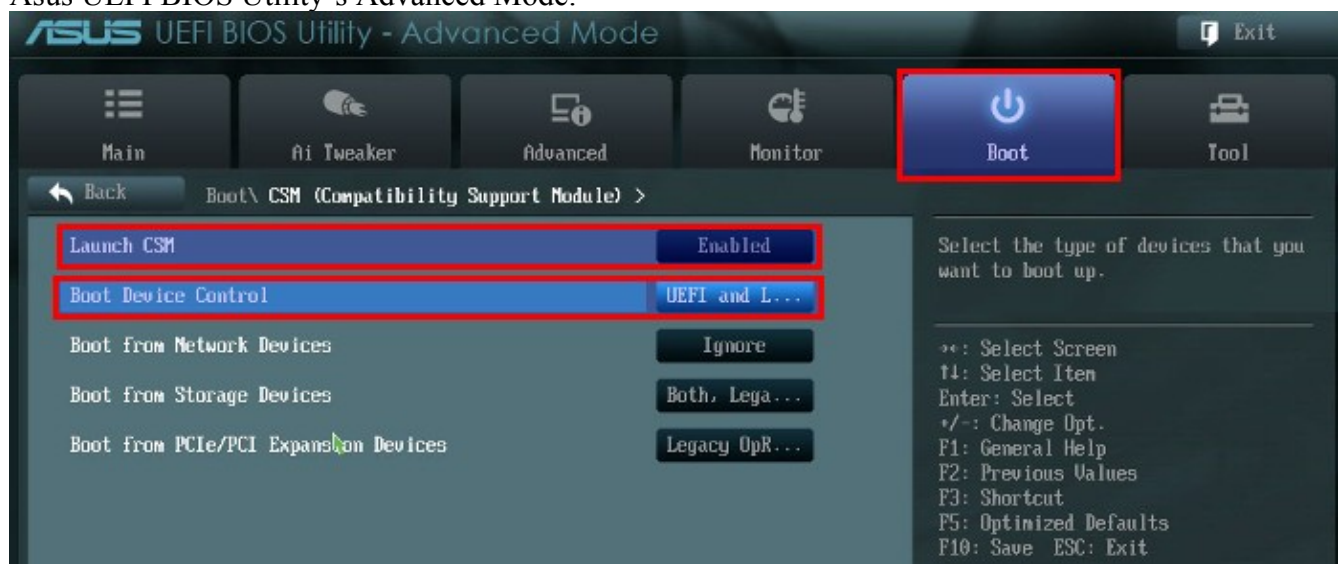 Asus UEFI BIOS Utility's Advanced Mode:
ASUS UEFI BIOS Utility - Advanced Mode
Exit
Main
Ai Tweaker
Advanced
Monitor
Boot
Tool
Back
Boot\ CSM (Compatibility Support Module) >
Launch CSM
Enabled
Boot Device Control
UEFI and L...
Boot from Network Devices
Ignore
Boot from Storage Devices
Both, Lega...
Boot from PCIe/PCI Expansion Devices
Legacy OpR...
Select the type of devices that you
want to boot up.
→←: Select Screen
↑↓: Select Item
Enter: Select
+/-: Change Opt.
F1: General Help
F2: Previous Values
F3: Shortcut
F5: Optimized Defaults
F10: Save ESC: Exit